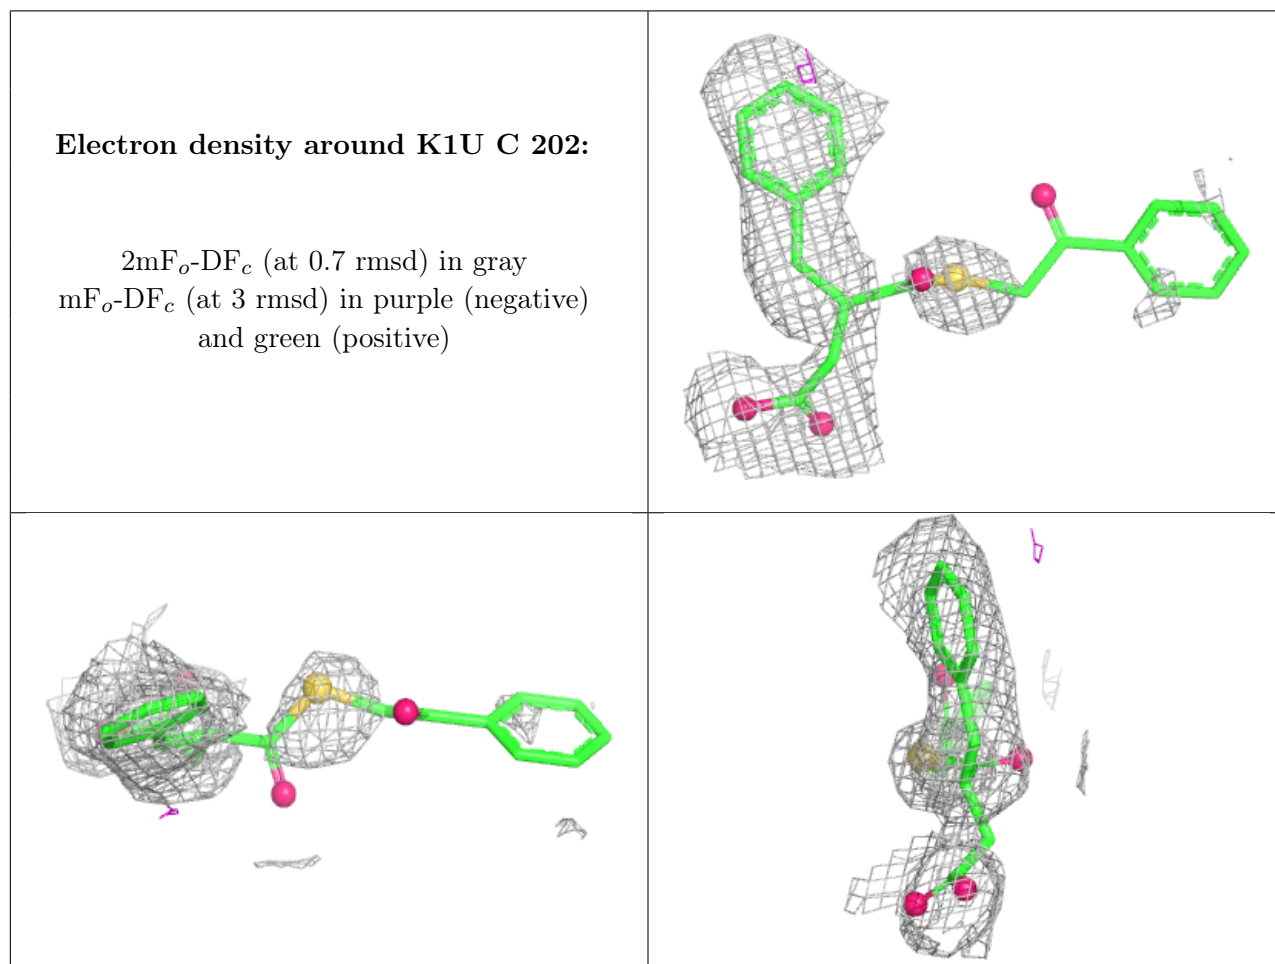 Electron density around K1U C 202:
2mFo-DFc (at 0.7 rmsd) in gray
mFo-DFc (at 3 rmsd) in purple (negative)
and green (positive)